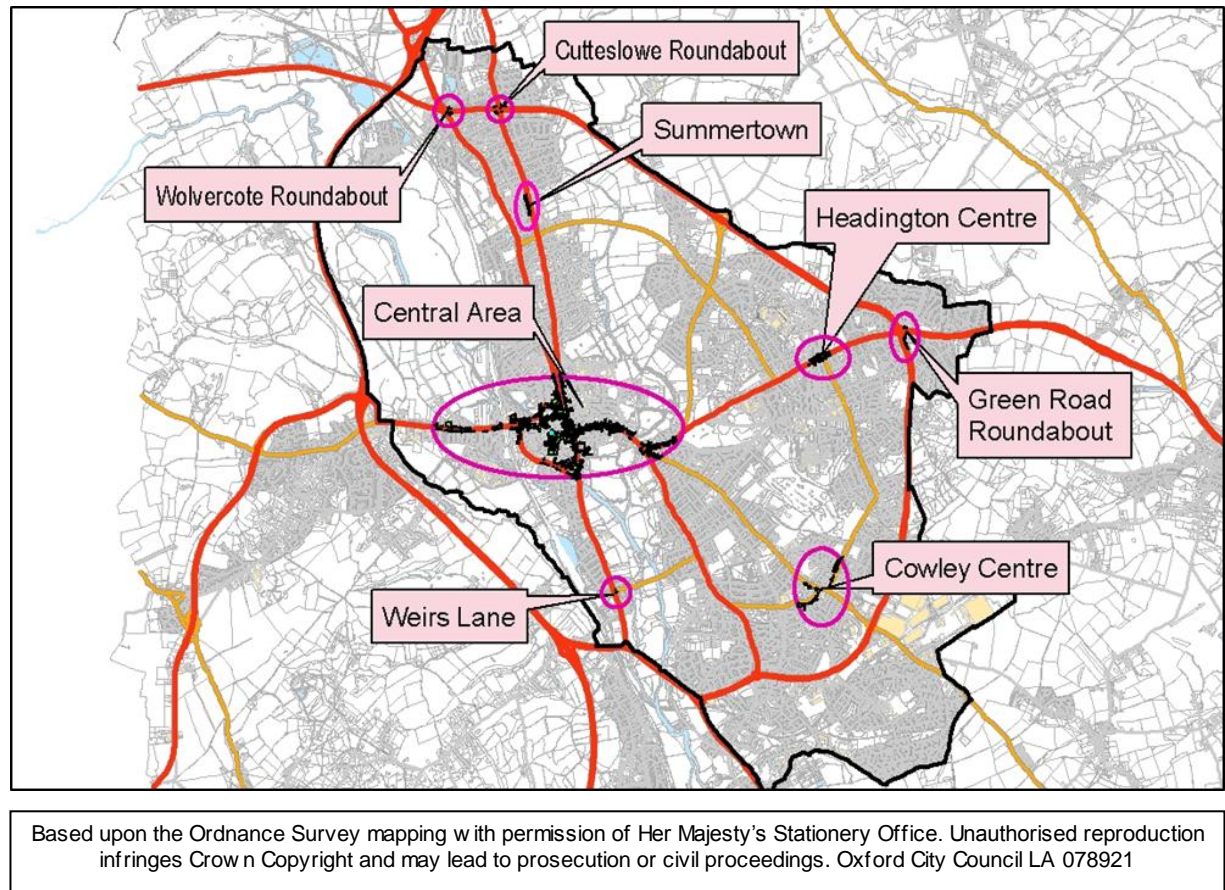 Cutteslowe Roundabout
Summertown
Wolvercote Roundabout
Headington Centre
Central Area
Green Road
Roundabout
Cowley Centre
Weirs Lane
Based upon the Ordnance Survey mapping with permission of Her Majesty's Stationery Office. Unauthorised reproduction
infringes Crown Copyright and may lead to prosecution or civil proceedings. Oxford City Council LA 078921